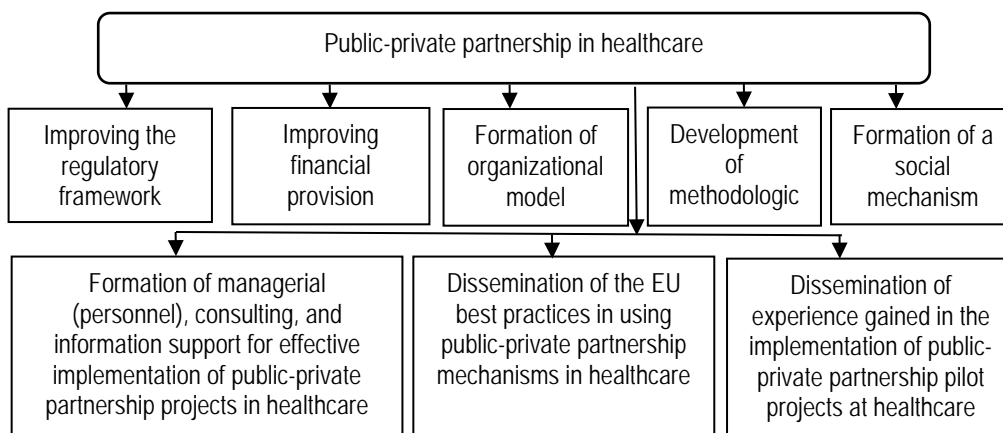 Public-private partnership in healthcare
Improving the
regulatory
framework
Improving
financial
provision
Formation of
organizational
model
Development
of
methodologic
Formation of a
social
mechanism
Formation of managerial
(personnel), consulting, and
information support for effective
implementation of public-private
partnership projects in healthcare
Dissemination of the EU
best practices in using
public-private partnership
mechanisms in healthcare
Dissemination of
experience gained in the
implementation of public-
private partnership pilot
projects at healthcare